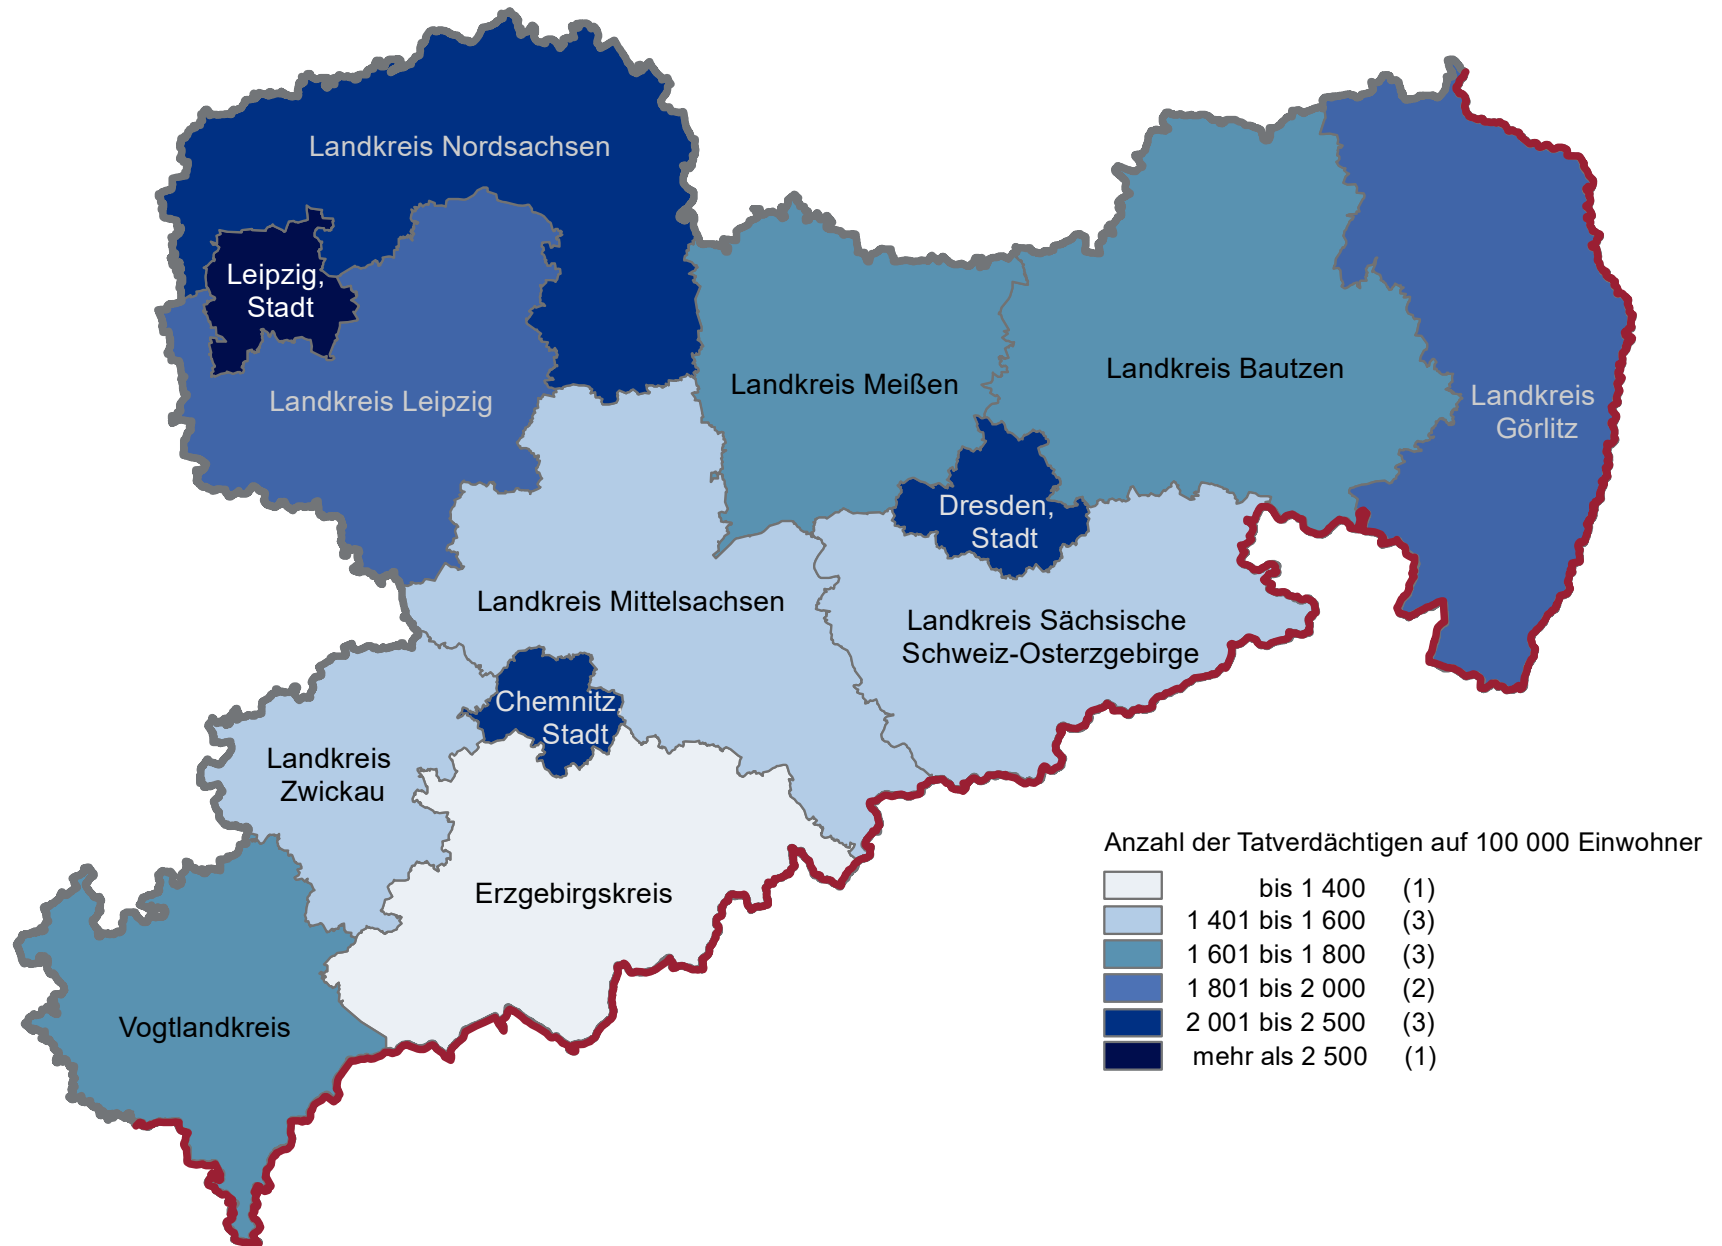 Landkreis Nordsachsen
Leipzig,
Stadt
Landkreis Leipzig
Landkreis Meißen
Landkreis Bautzen
Landkreis
Görlitz
Dresden,
Stadt
Landkreis Mittelsachsen
Landkreis Sächsische
Schweiz-Osterzgebirge
Chemnitz,
Stadt
Landkreis
Zwickau
Erzgebirgskreis
Vogtlandkreis
Anzahl der Tatverdächtigen auf 100 000 Einwohner
bis 1 400 (1)
1 401 bis 1 600 (3)
1 601 bis 1 800 (3)
1 801 bis 2 000 (2)
2 001 bis 2 500 (3)
mehr als 2 500 (1)